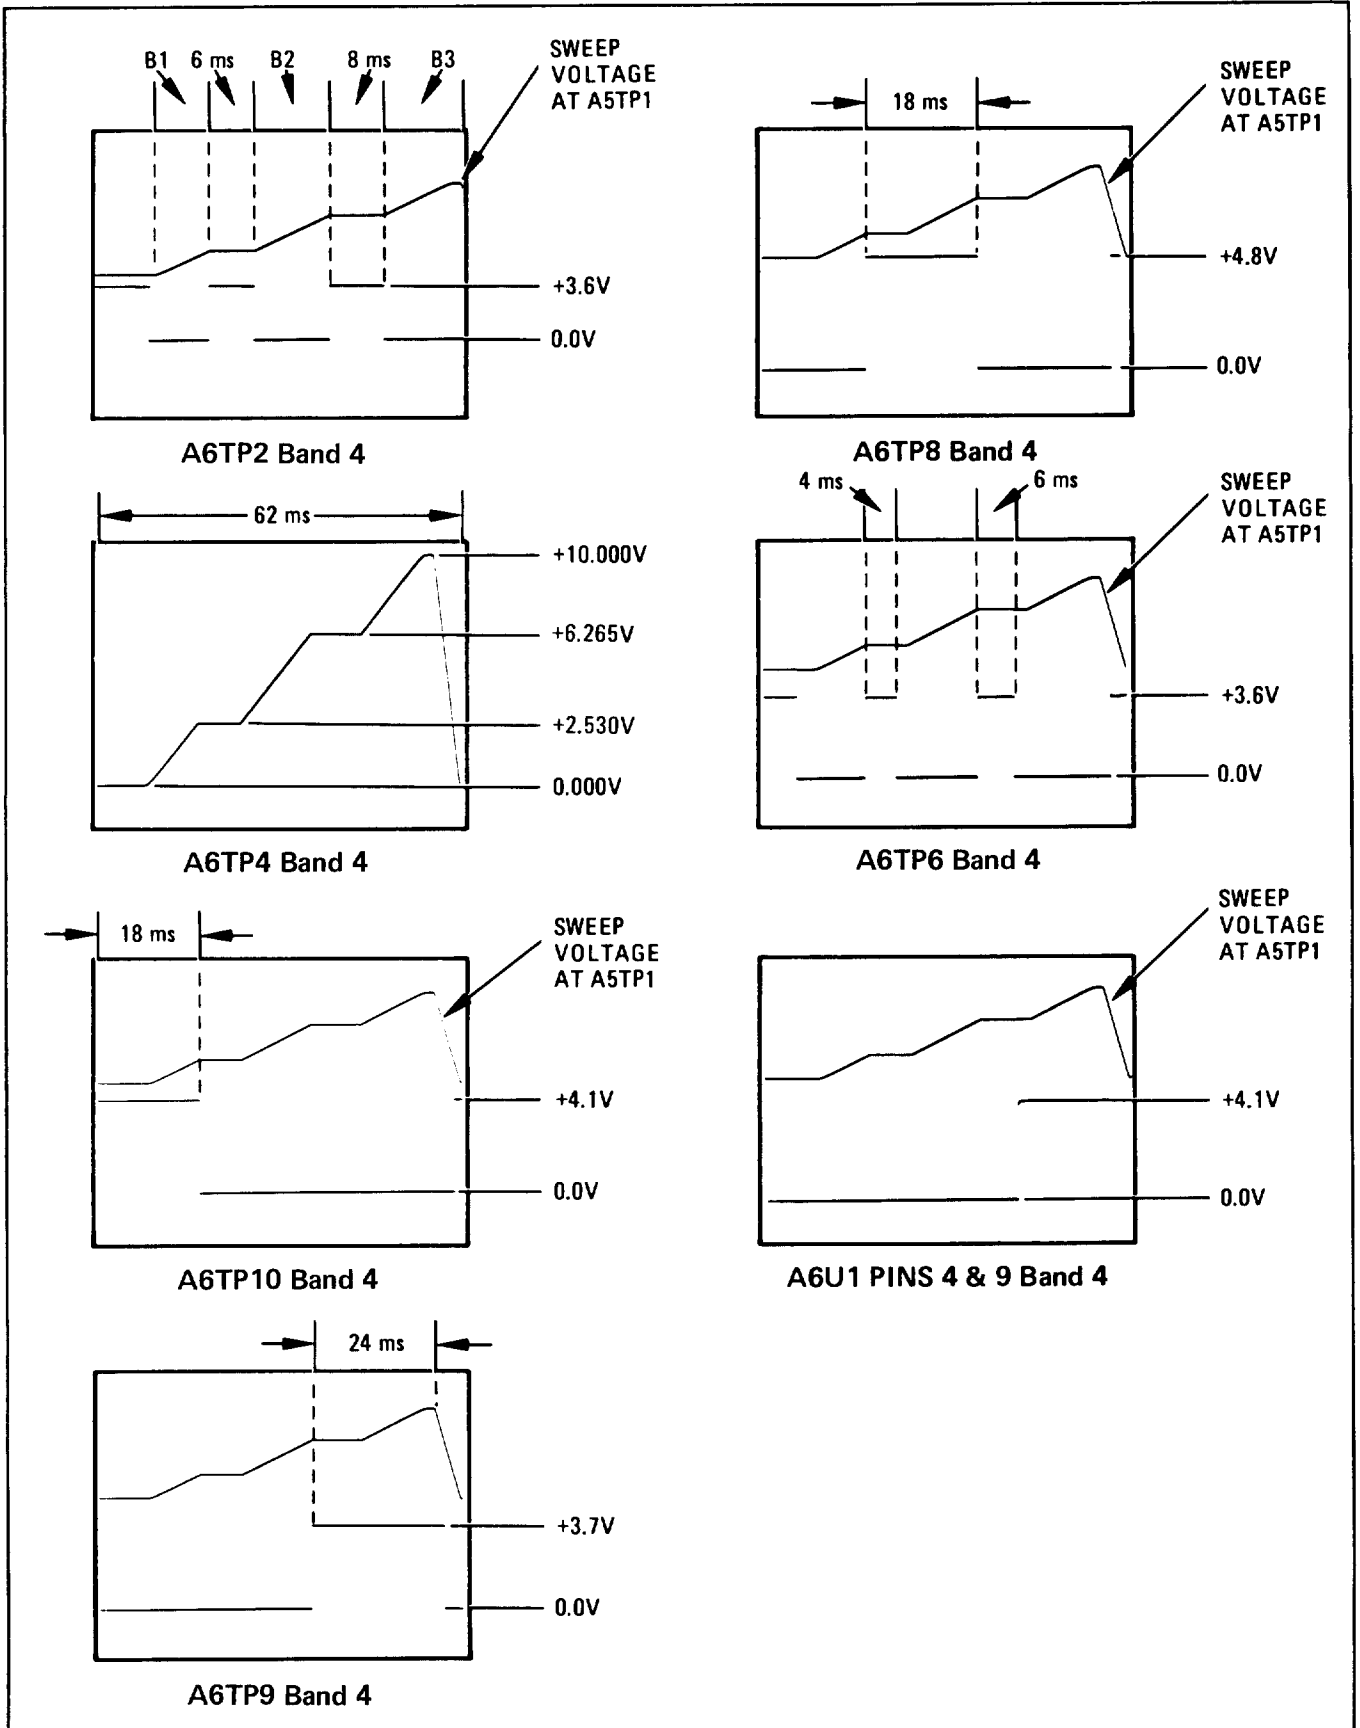 B1 6 ms B2 8 ms B3
SWEEP
VOLTAGE
AT A5TP1
+3.6V
0.0V
A6TP2 Band 4
18 ms
SWEEP
VOLTAGE
AT A5TP1
+4.8V
0.0V
A6TP8 Band 4
62 ms
+10.000V
+6.265V
+2.530V
0.000V
A6TP4 Band 4
4 ms 6 ms
SWEEP
VOLTAGE
AT A5TP1
+3.6V
0.0V
A6TP6 Band 4
18 ms
SWEEP
VOLTAGE
AT A5TP1
+4.1V
0.0V
A6TP10 Band 4
SWEEP
VOLTAGE
AT A5TP1
+4.1V
0.0V
A6U1 PINS 4 & 9 Band 4
24 ms
+3.7V
0.0V
A6TP9 Band 4